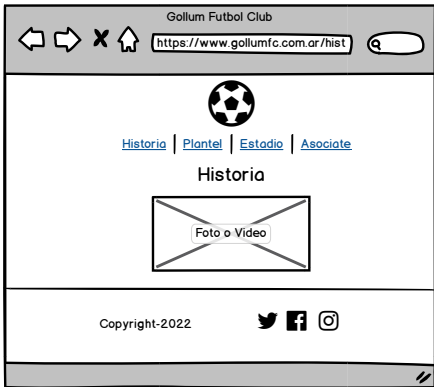 Gollum Futbol Club
https://www.gollumfc.com.ar/hist
Historia | Plantel | Estadio | Asociate
Historia
Foto o Video
Copyright-2022